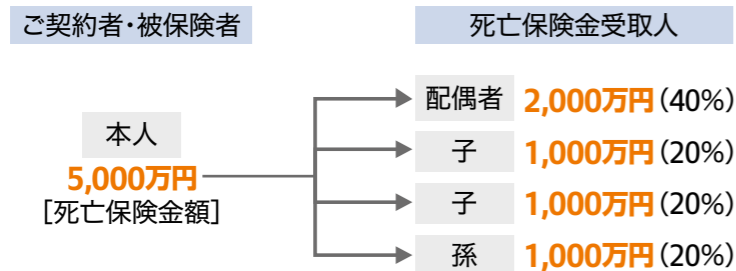 ご契約者・被保険者
死亡保険金受取人
本人
5,000万円
[死亡保険金額]
配偶者 2,000万円(40%)
子 1,000万円(20%)
子 1,000万円(20%)
孫 1,000万円(20%)